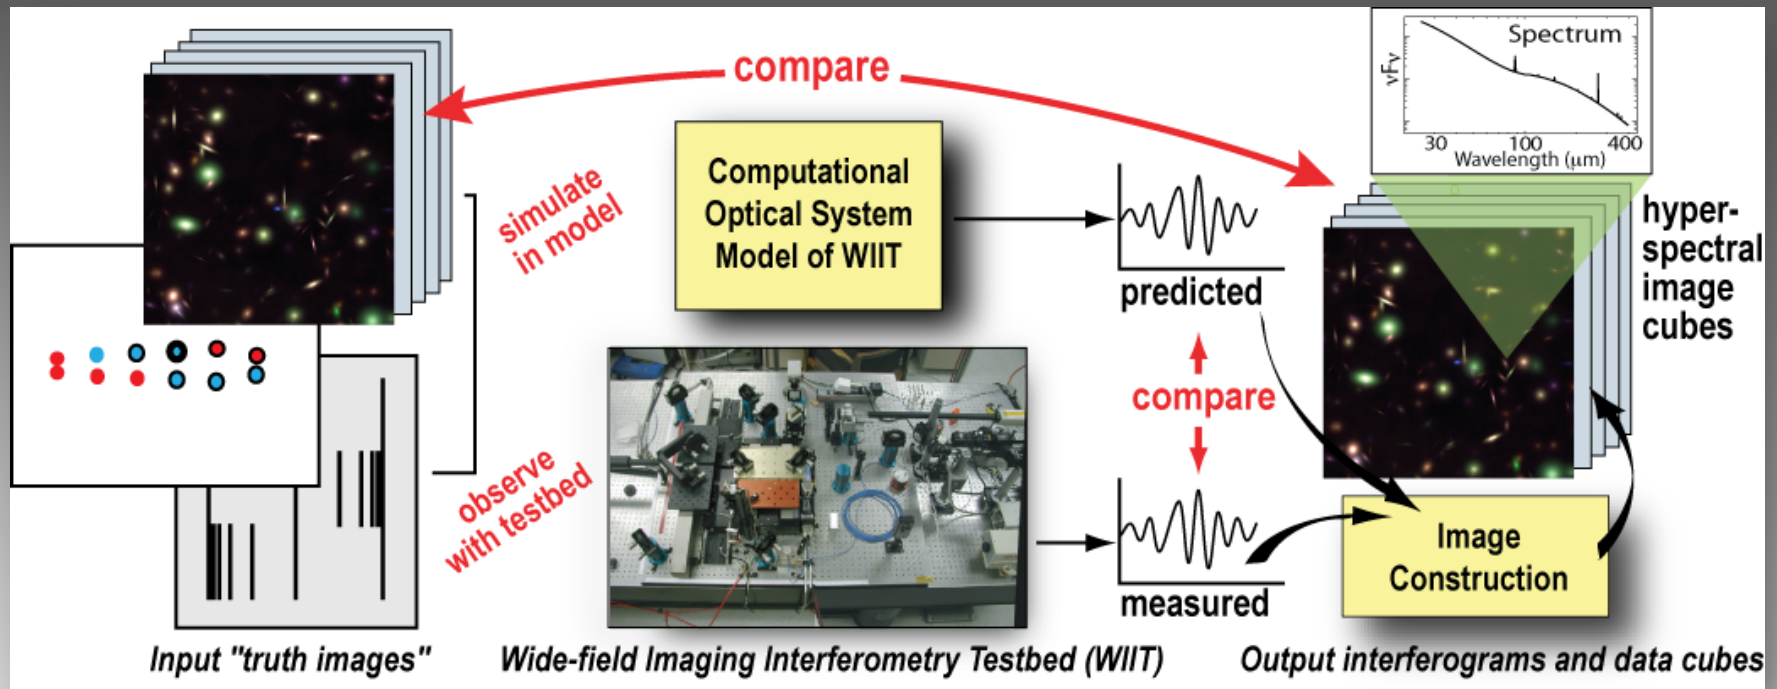 compare
Spectrum
νFν
30 100 400
Wavelength (μm)
simulate
in model
Computational
Optical System
Model of WIIT
predicted
hyper-
spectral
image
cubes
compare
observe
with testbed
measured
Image
Construction
Input "truth images"
Wide-field Imaging Interferometry Testbed (WIIT)
Output interferograms and data cubes